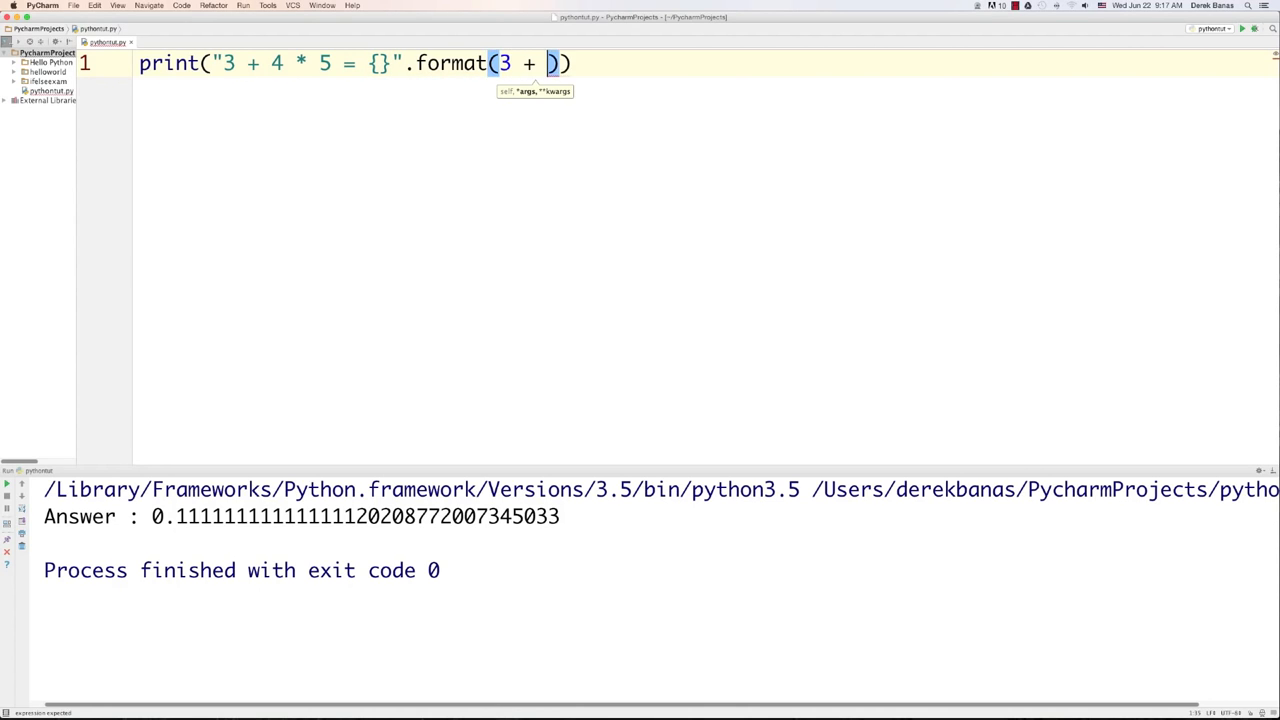 PyCharm File Edit View Navigate Code Refactor Run Tools VCS Window Help 10 Wed Jun 22 9:17 AM Derek Banas
pythontut.py - PycharmProjects - [~/PycharmProjects]
PycharmProjects pythontut.py pythontut
pythontut.py
PycharmProject
Hello Python
helloworld
ifelseexam
pythontut.py
External Librarie
1 print("3 + 4 * 5 = {}".format(3 + ))
self, *args, **kwargs
Run pythontut
/Library/Frameworks/Python.framework/Versions/3.5/bin/python3.5 /Users/derekbanas/PycharmProjects/pytho
Answer : 0.11111111111111120208772007345033
Process finished with exit code 0
expression expected 1:35 LF÷ UTF-8÷